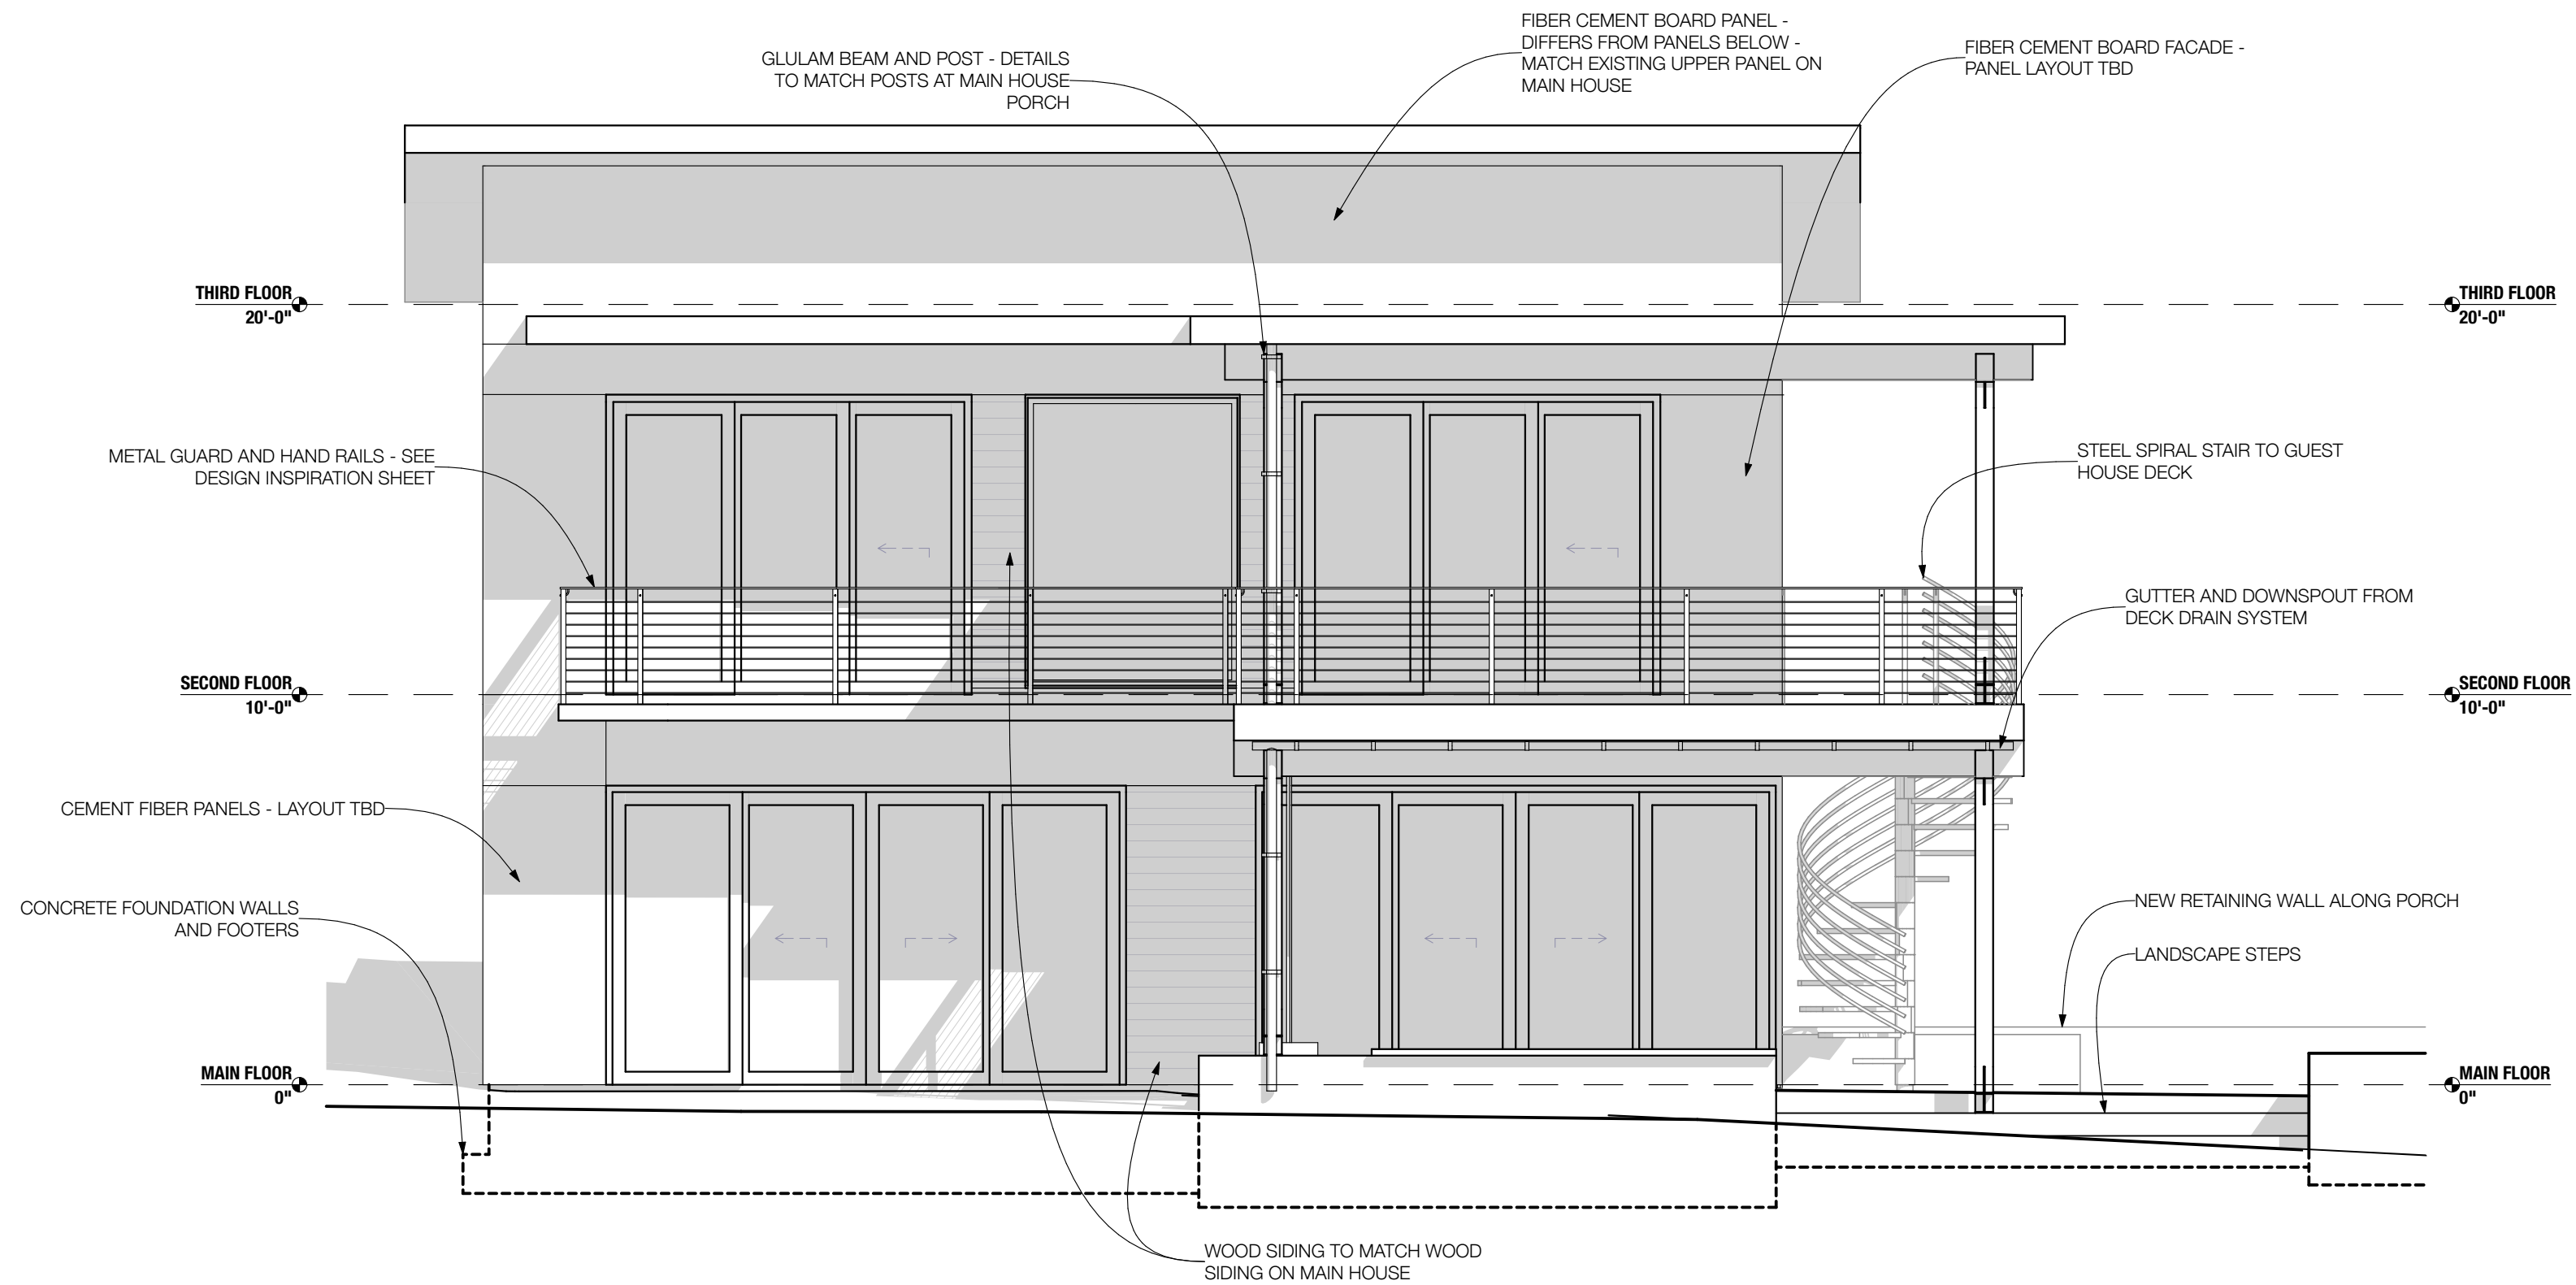 FIBER CEMENT BOARD PANEL -
DIFFERS FROM PANELS BELOW -
MATCH EXISTING UPPER PANEL ON
MAIN HOUSE
GLULAM BEAM AND POST - DETAILS
TO MATCH POSTS AT MAIN HOUSE
PORCH
FIBER CEMENT BOARD FACADE -
PANEL LAYOUT TBD
THIRD FLOOR
20'-0"
THIRD FLOOR
20'-0"
METAL GUARD AND HAND RAILS - SEE
DESIGN INSPIRATION SHEET
STEEL SPIRAL STAIR TO GUEST
HOUSE DECK
GUTTER AND DOWNSPOUT FROM
DECK DRAIN SYSTEM
SECOND FLOOR
10'-0"
SECOND FLOOR
10'-0"
CEMENT FIBER PANELS - LAYOUT TBD
CONCRETE FOUNDATION WALLS
AND FOOTERS
NEW RETAINING WALL ALONG PORCH
LANDSCAPE STEPS
MAIN FLOOR
0"
MAIN FLOOR
0"
WOOD SIDING TO MATCH WOOD
SIDING ON MAIN HOUSE